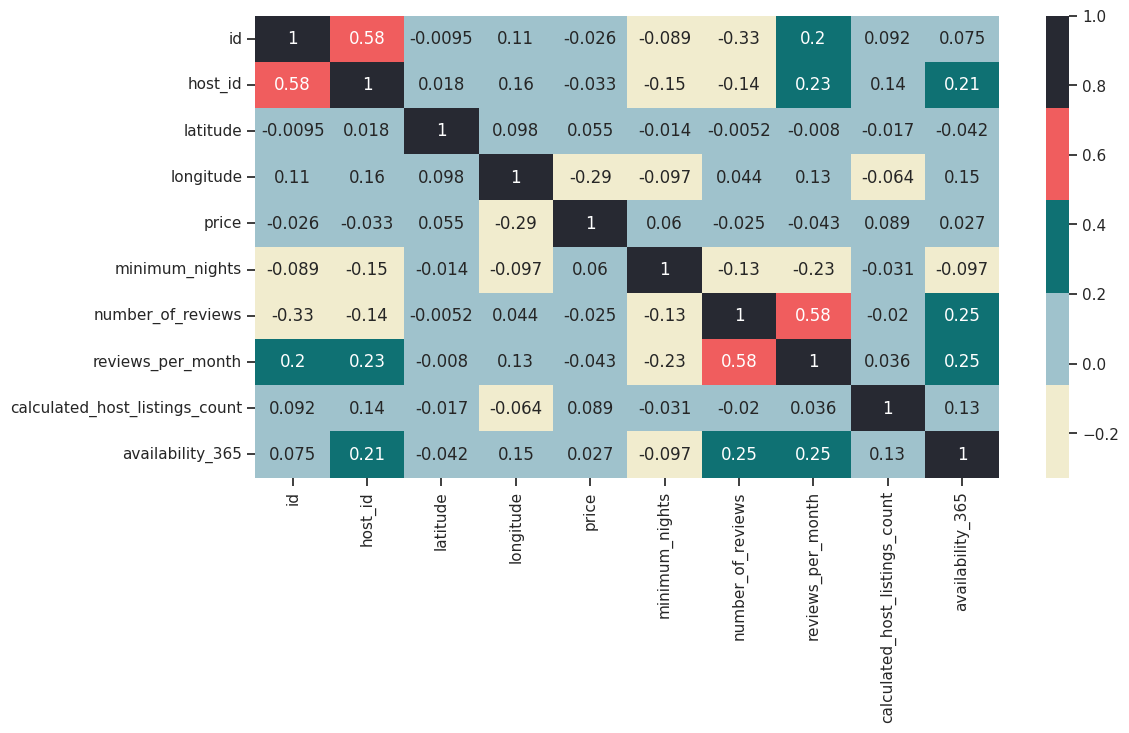 id 1 0.58 -0.0095 0.11 -0.026 -0.089 -0.33 0.2 0.092 0.075
host_id 0.58 1 0.018 0.16 -0.033 -0.15 -0.14 0.23 0.14 0.21
latitude -0.0095 0.018 1 0.098 0.055 -0.014 -0.0052 -0.008 -0.017 -0.042
longitude 0.11 0.16 0.098 1 -0.29 -0.097 0.044 0.13 -0.064 0.15
price -0.026 -0.033 0.055 -0.29 1 0.06 -0.025 -0.043 0.089 0.027
minimum_nights -0.089 -0.15 -0.014 -0.097 0.06 1 -0.13 -0.23 -0.031 -0.097
number_of_reviews -0.33 -0.14 -0.0052 0.044 -0.025 -0.13 1 0.58 -0.02 0.25
reviews_per_month 0.2 0.23 -0.008 0.13 -0.043 -0.23 0.58 1 0.036 0.25
calculated_host_listings_count 0.092 0.14 -0.017 -0.064 0.089 -0.031 -0.02 0.036 1 0.13
availability_365 0.075 0.21 -0.042 0.15 0.027 -0.097 0.25 0.25 0.13 1
id
host_id
latitude
longitude
price
minimum_nights
number_of_reviews
reviews_per_month
calculated_host_listings_count
availability_365
1.0
0.8
0.6
0.4
0.2
0.0
−0.2